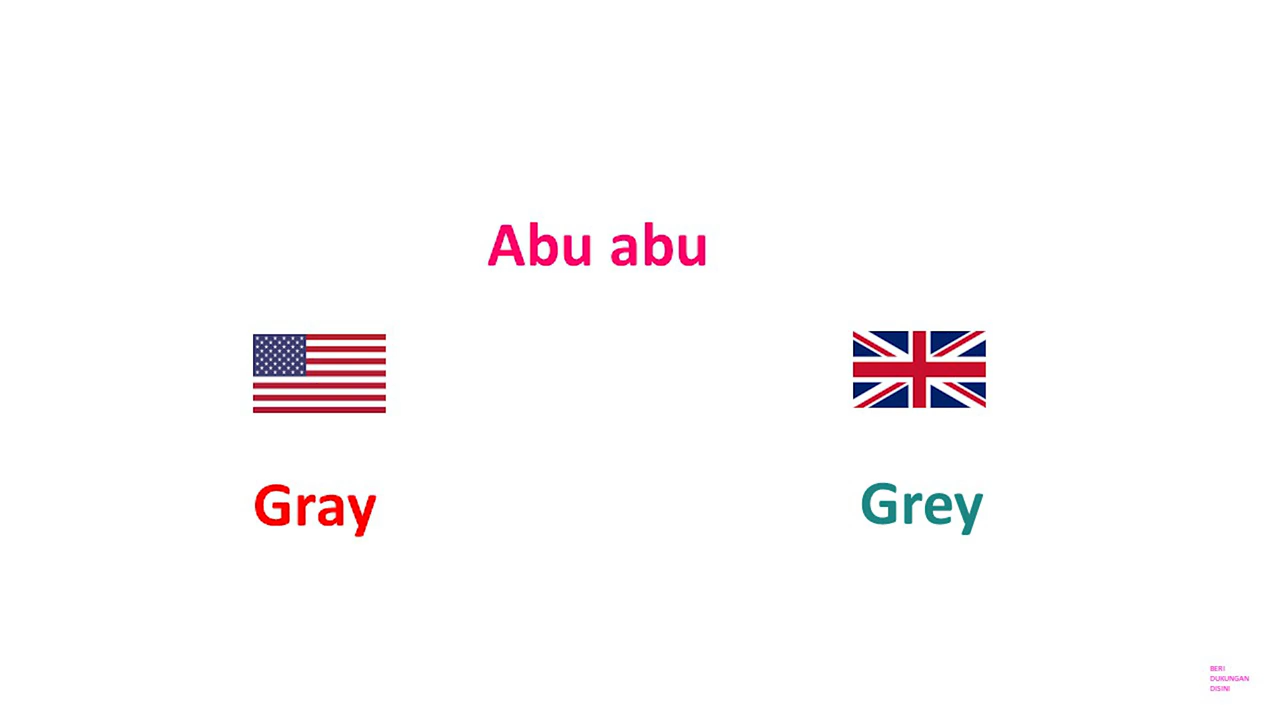 Abu abu
Gray
Grey
BERI
DUKUNGAN
DISINI